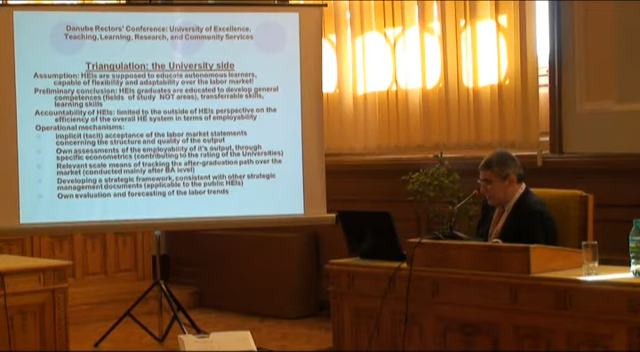 Danube Rectors' Conference: University of Excellence,
Teaching, Learning, Research, and Community Services
Triangulation: the University side
Assumption: HEIs are supposed to educate autonomous learners,
capable of flexibility and adaptability over the labor market!
Preliminary conclusion: HEIs graduates are educated to develop general
competences (fields of study NOT areas), transferrable skills,
learning skills
Accountability of HEIs: limited to the outside of HEIs perspective on the
efficiency of the overall HE system in terms of employability
Operational mechanisms:
Implicit (tacit) acceptance of the labor market statements
concerning the structure and quality of the output
Own assessments of the employability of it's output, through
specific econometrics (contributing to the rating of the Universities)
Relevant scale means of tracking the after-graduation path over the
market (conducted mainly after BA level)
Developing a strategic framework, consistent with other strategic
management documents (applicable to the public HEIs)
Own evaluation and forecasting of the labor trends